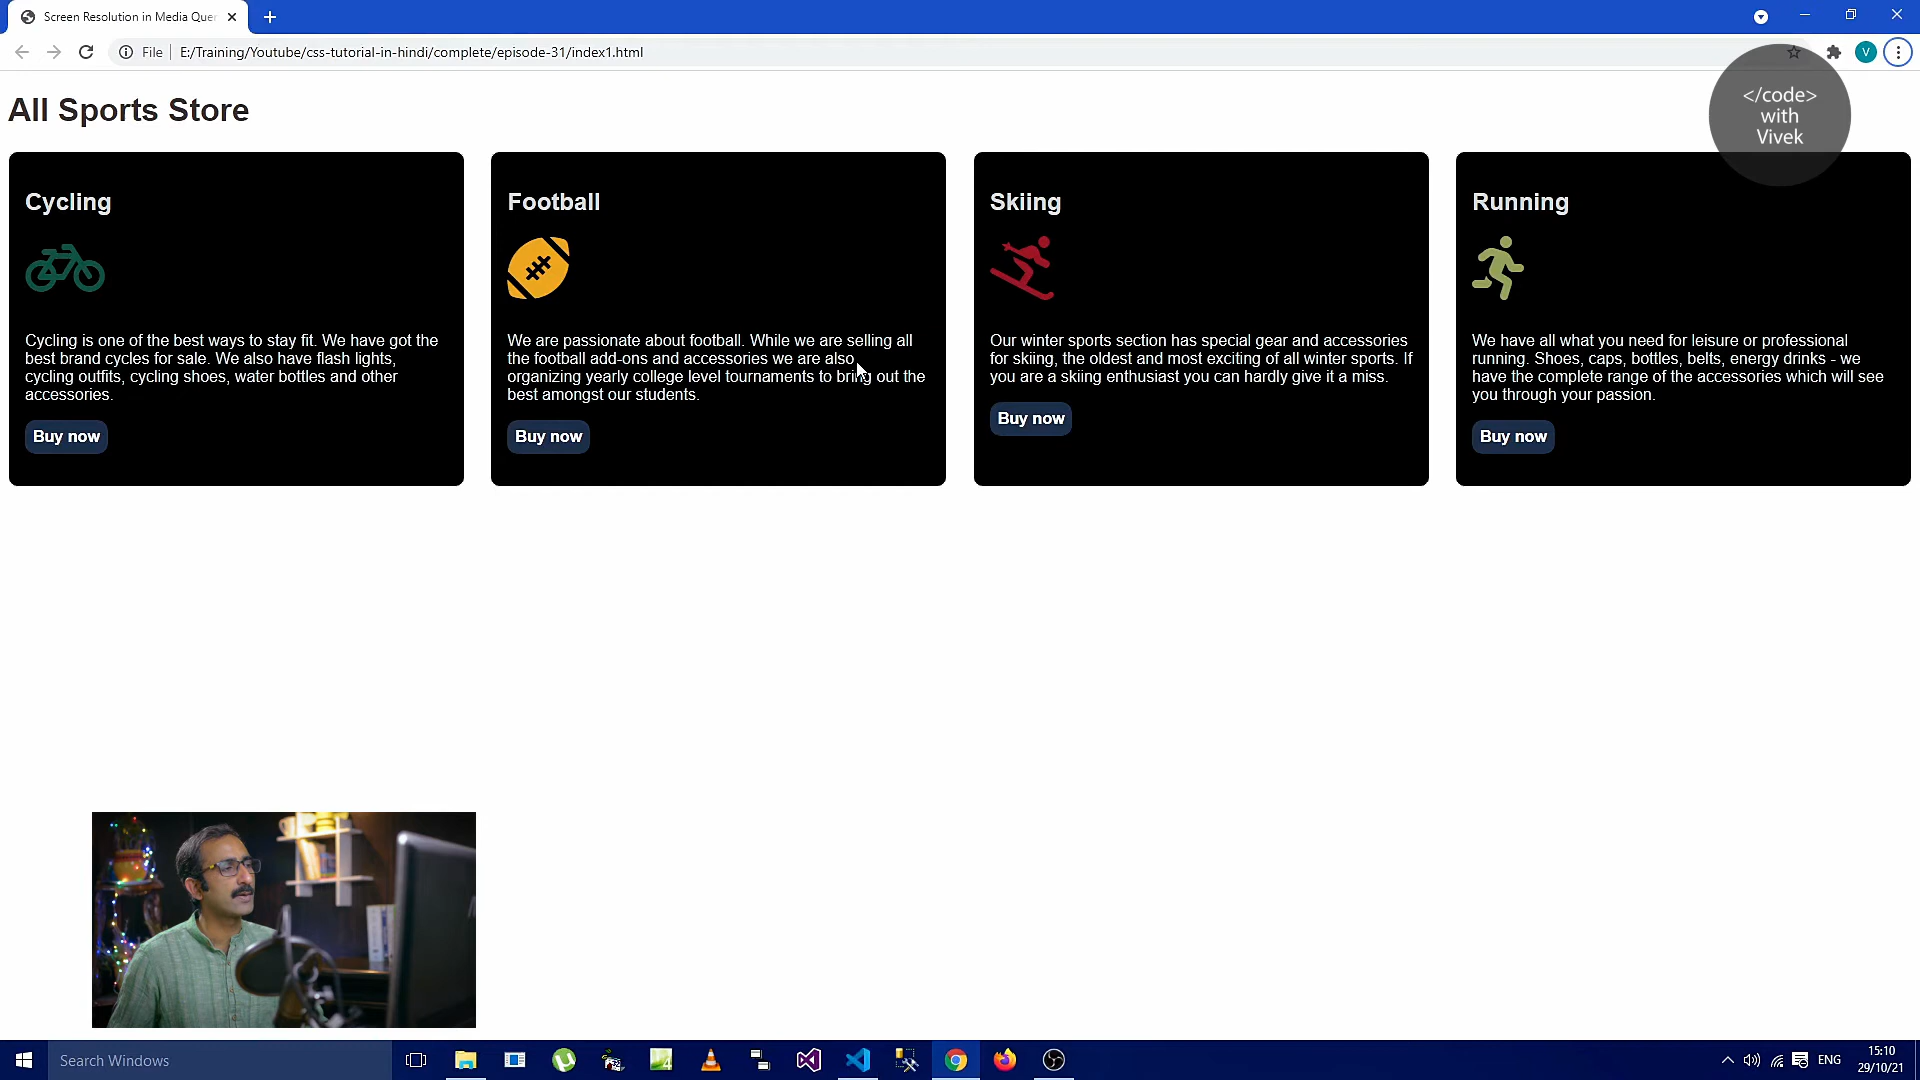 Screen Resolution in Media Quer
File
E:/Training/Youtube/css-tutorial-in-hindi/complete/episode-31/index1.html
V
</code>
with
Vivek
All Sports Store
Cycling
Cycling is one of the best ways to stay fit. We have got the
best brand cycles for sale. We also have flash lights,
cycling outfits, cycling shoes, water bottles and other
accessories.
Buy now
Football
We are passionate about football. While we are selling all
the football add-ons and accessories we are also
organizing yearly college level tournaments to bring out the
best amongst our students.
Buy now
Skiing
Our winter sports section has special gear and accessories
for skiing, the oldest and most exciting of all winter sports. If
you are a skiing enthusiast you can hardly give it a miss.
Buy now
Running
We have all what you need for leisure or professional
running. Shoes, caps, bottles, belts, energy drinks - we
have the complete range of the accessories which will see
you through your passion.
Buy now
Search Windows
ENG
15:10
29/10/21